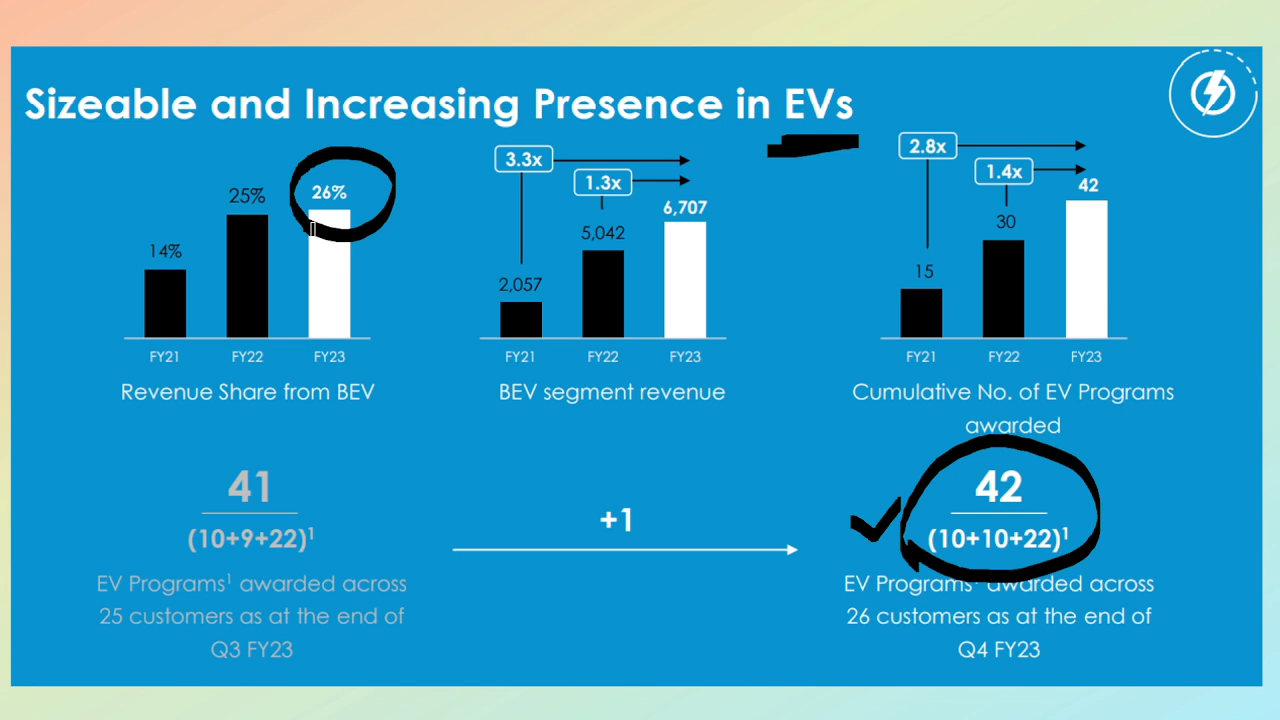 Sizeable and Increasing Presence in EVs
14%
25%
26%
FY21
FY22
FY23
Revenue Share from BEV
3.3x
1.3x
2,057
5,042
6,707
FY21
FY22
FY23
BEV segment revenue
2.8x
1.4x
15
30
42
FY21
FY22
FY23
Cumulative No. of EV Programs
awarded
41
(10+9+22)¹
EV Programs¹ awarded across
25 customers as at the end of
Q3 FY23
+1
42
(10+10+22)¹
EV Programs¹ awarded across
26 customers as at the end of
Q4 FY23